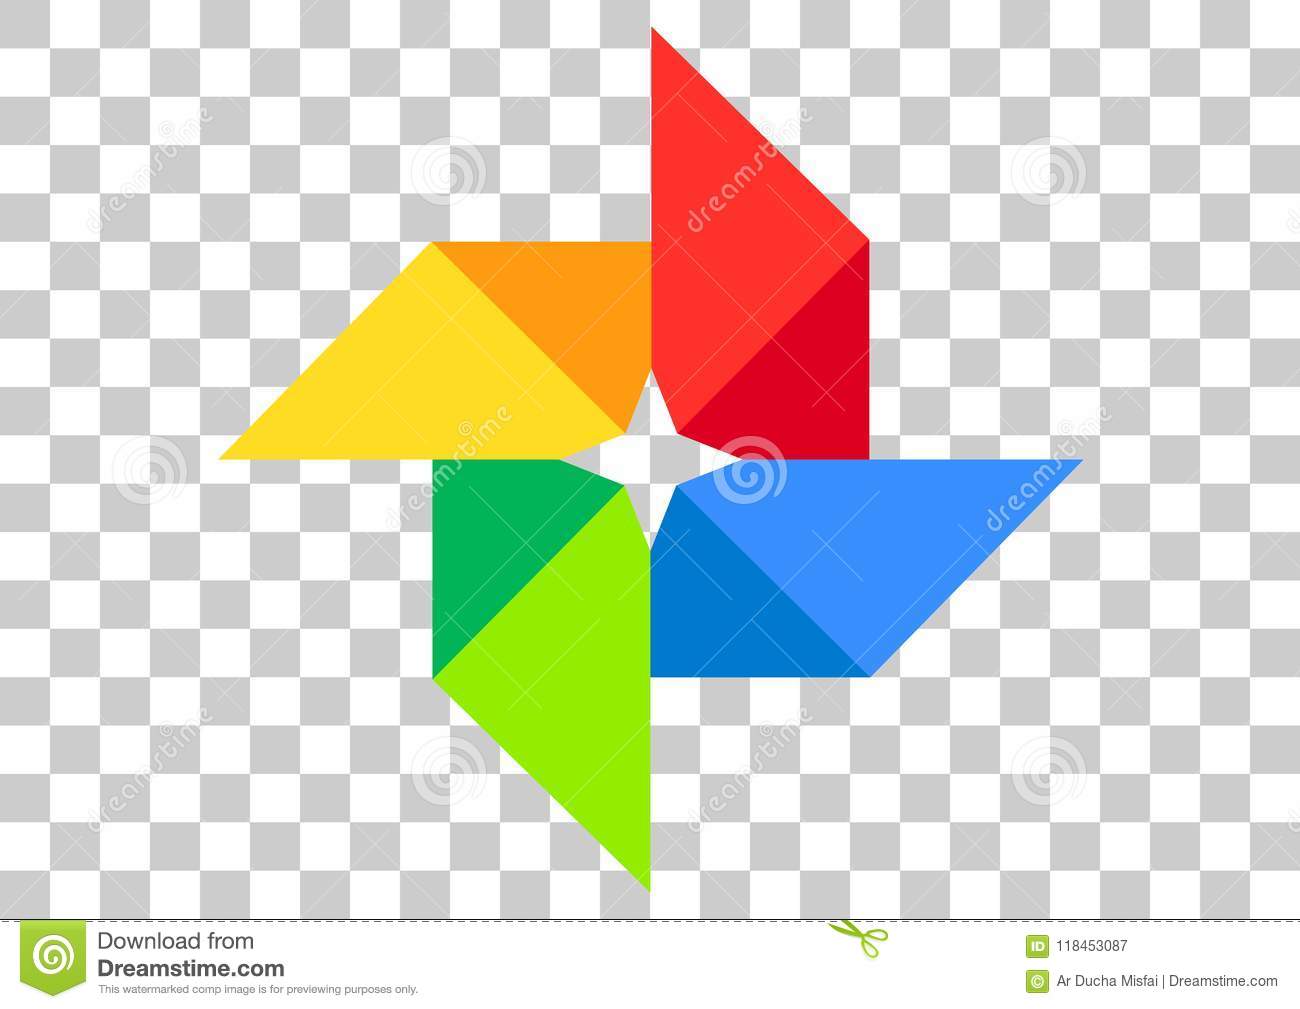 dreamstime
dreamstime
dreamstime
dreamstime
dreamstime
dreamstime
Download from
Dreamstime.com
This watermarked comp image is for previewing purposes only.
ID 118453087
© Ar Ducha Misfai | Dreamstime.com